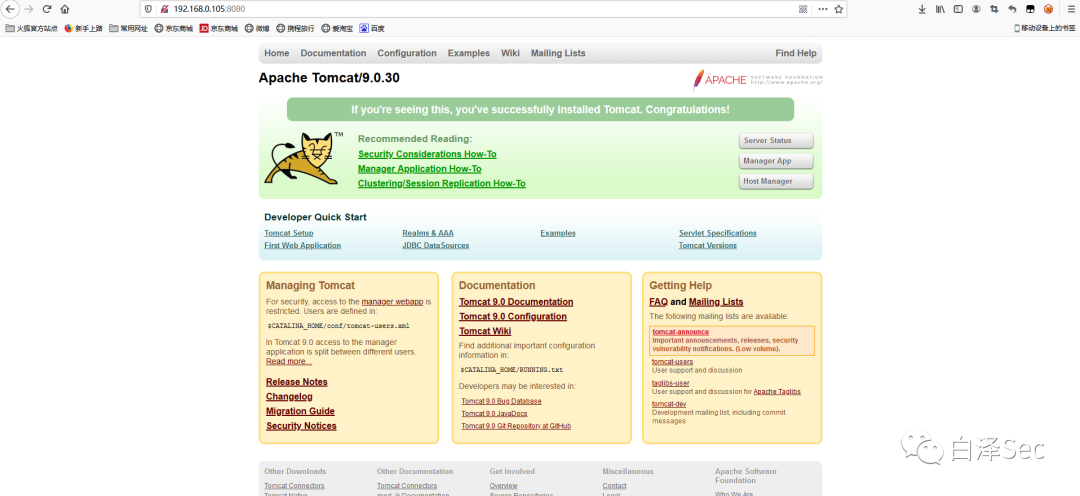 192.168.0.105:8080
火狐官方站点 新手上路 常用网址 京东商城 京东商城 微博 携程旅行 爱淘宝 百度 移动设备上的书签
Home Documentation Configuration Examples Wiki Mailing Lists Find Help
Apache Tomcat/9.0.30
APACHE SOFTWARE FOUNDATION
http://www.apache.org/
If you're seeing this, you've successfully installed Tomcat. Congratulations!
TM
Recommended Reading:
Security Considerations How-To
Manager Application How-To
Clustering/Session Replication How-To
Server Status
Manager App
Host Manager
Developer Quick Start
Tomcat Setup Realms & AAA Examples Servlet Specifications
First Web Application JDBC DataSources Tomcat Versions
Managing Tomcat
For security, access to the manager webapp is
restricted. Users are defined in:
$CATALINA_HOME/conf/tomcat-users.xml
In Tomcat 9.0 access to the manager
application is split between different users.
Read more...
Release Notes
Changelog
Migration Guide
Security Notices
Documentation
Tomcat 9.0 Documentation
Tomcat 9.0 Configuration
Tomcat Wiki
Find additional important configuration
information in:
$CATALINA_HOME/RUNNING.txt
Developers may be interested in:
Tomcat 9.0 Bug Database
Tomcat 9.0 JavaDocs
Tomcat 9.0 Git Repository at GitHub
Getting Help
FAQ and Mailing Lists
The following mailing lists are available:
tomcat-announce
Important announcements, releases, security
vulnerability notifications. (Low volume).
tomcat-users
User support and discussion
taglibs-user
User support and discussion for Apache Taglibs
tomcat-dev
Development mailing list, including commit
messages
白泽Sec
Other Downloads Other Documentation Get Involved Miscellaneous Apache Software
Foundation
Tomcat Connectors Tomcat Connectors Overview Contact
Tomcat Native mod_jk Documentation Source Repositories Legal Who We Are